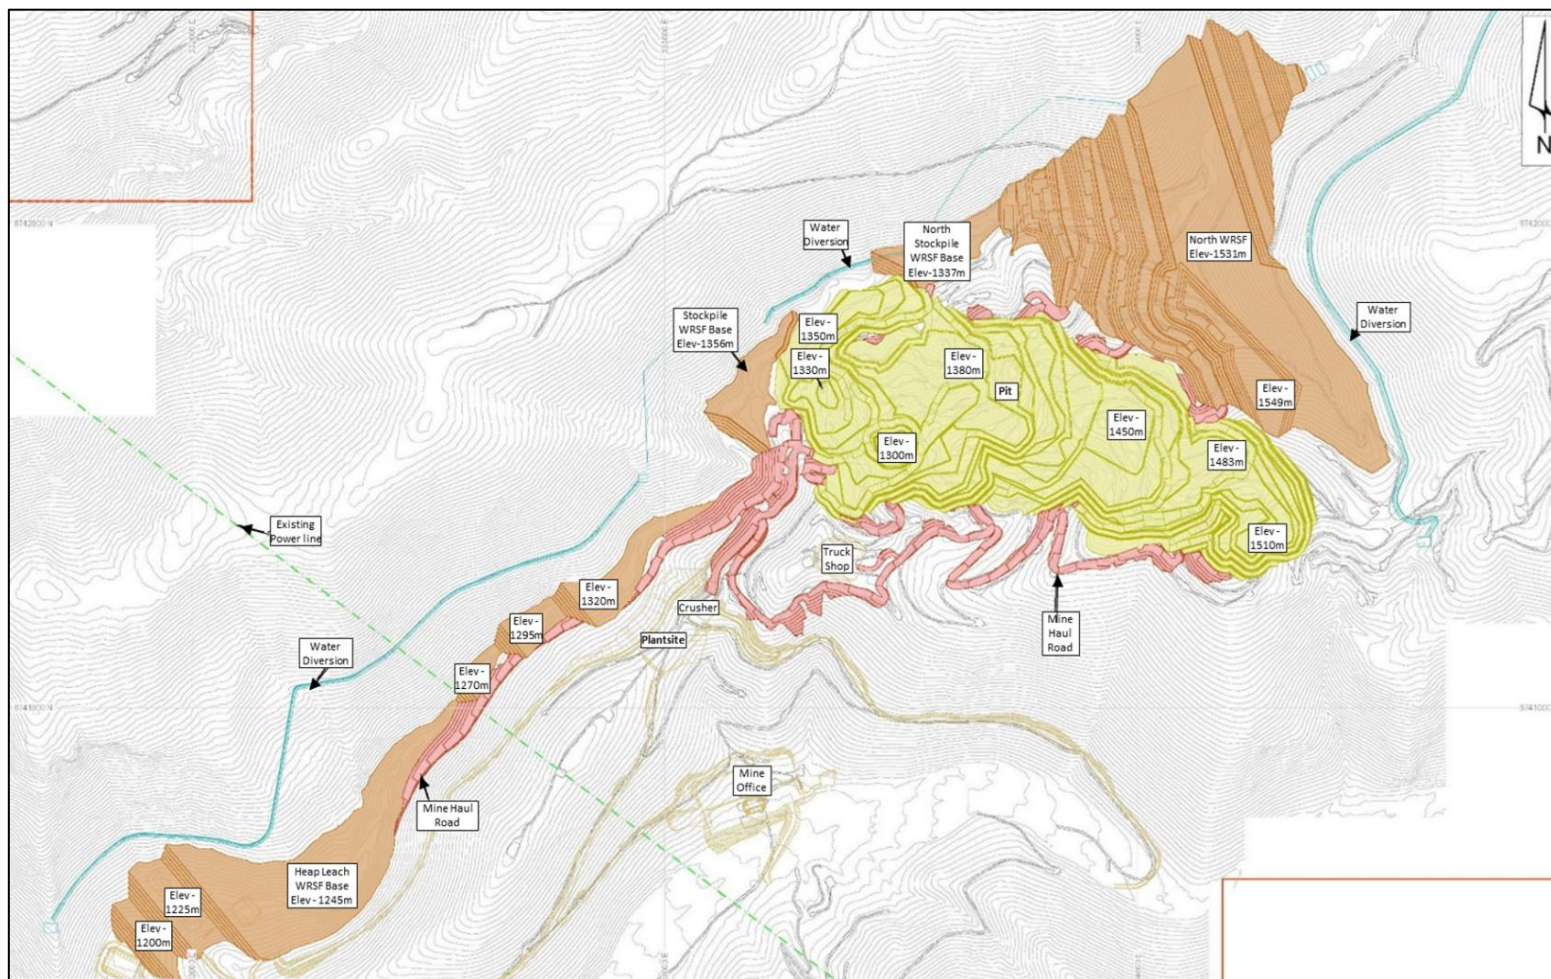 9742000 N
Water
Diversion
North
Stockpile
WRSF Base
Elev-1337m
North WRSF
Elev-1531m
N
Stockpile
WRSF Base
Elev-1356m
Elev -
1350m
Elev -
1330m
Elev -
1380m
Pit
Water
Diversion
Elev -
1549m
Elev -
1450m
Elev -
1300m
Elev -
1483m
Existing
Power line
Elev -
1510m
Truck
Shop
Elev -
1320m
Crusher
Elev -
1295m
Plantsite
Mine
Haul
Road
Water
Diversion
Elev -
1270m
Mine
Office
Mine Haul
Road
Heap Leach
WRSF Base
Elev - 1245m
Elev -
1225m
Elev -
1200m